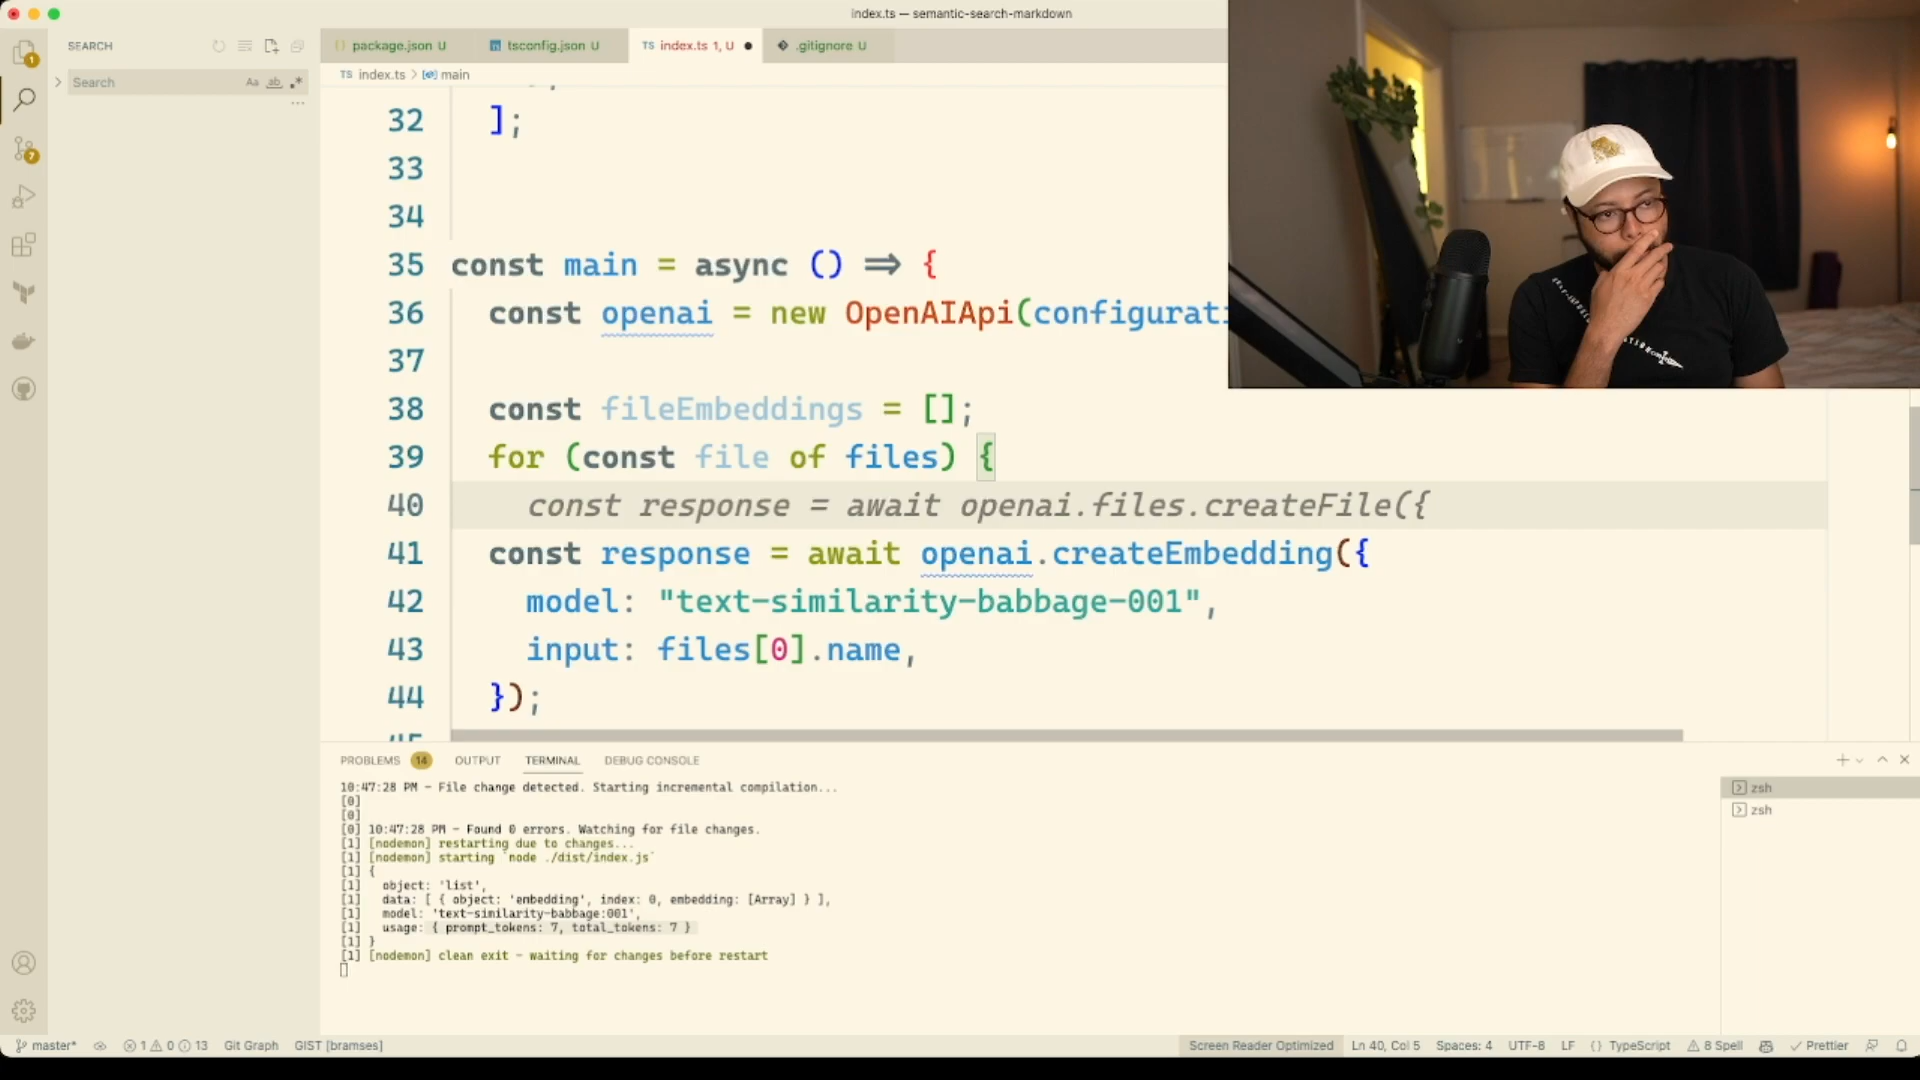 index.ts — semantic-search-markdown
SEARCH
Search
package.json U
tsconfig.json U
TS index.ts 1, U
.gitignore U
TS index.ts > main
32 ];
33
34
35 const main = async () => {
36 const openai = new OpenAIApi(configurati
37
38 const fileEmbeddings = [];
39 for (const file of files) {
40 const response = await openai.files.createFile({
41 const response = await openai.createEmbedding({
42 model: "text-similarity-babbage-001",
43 input: files[0].name,
44 });
45
PROBLEMS 14 OUTPUT TERMINAL DEBUG CONSOLE
10:47:28 PM - File change detected. Starting incremental compilation...
[0]
[0]
[0] 10:47:28 PM - Found 0 errors. Watching for file changes.
[1] [nodemon] restarting due to changes...
[1] [nodemon] starting `node ./dist/index.js`
[1] {
[1] object: 'list',
[1] data: [ { object: 'embedding', index: 0, embedding: [Array] } ],
[1] model: 'text-similarity-babbage:001',
[1] usage: { prompt_tokens: 7, total_tokens: 7 }
[1] }
[1] [nodemon] clean exit - waiting for changes before restart
zsh
zsh
master* 1 0 13 Git Graph GIST [bramses] Screen Reader Optimized Ln 40, Col 5 Spaces: 4 UTF-8 LF {} TypeScript 8 Spell Prettier